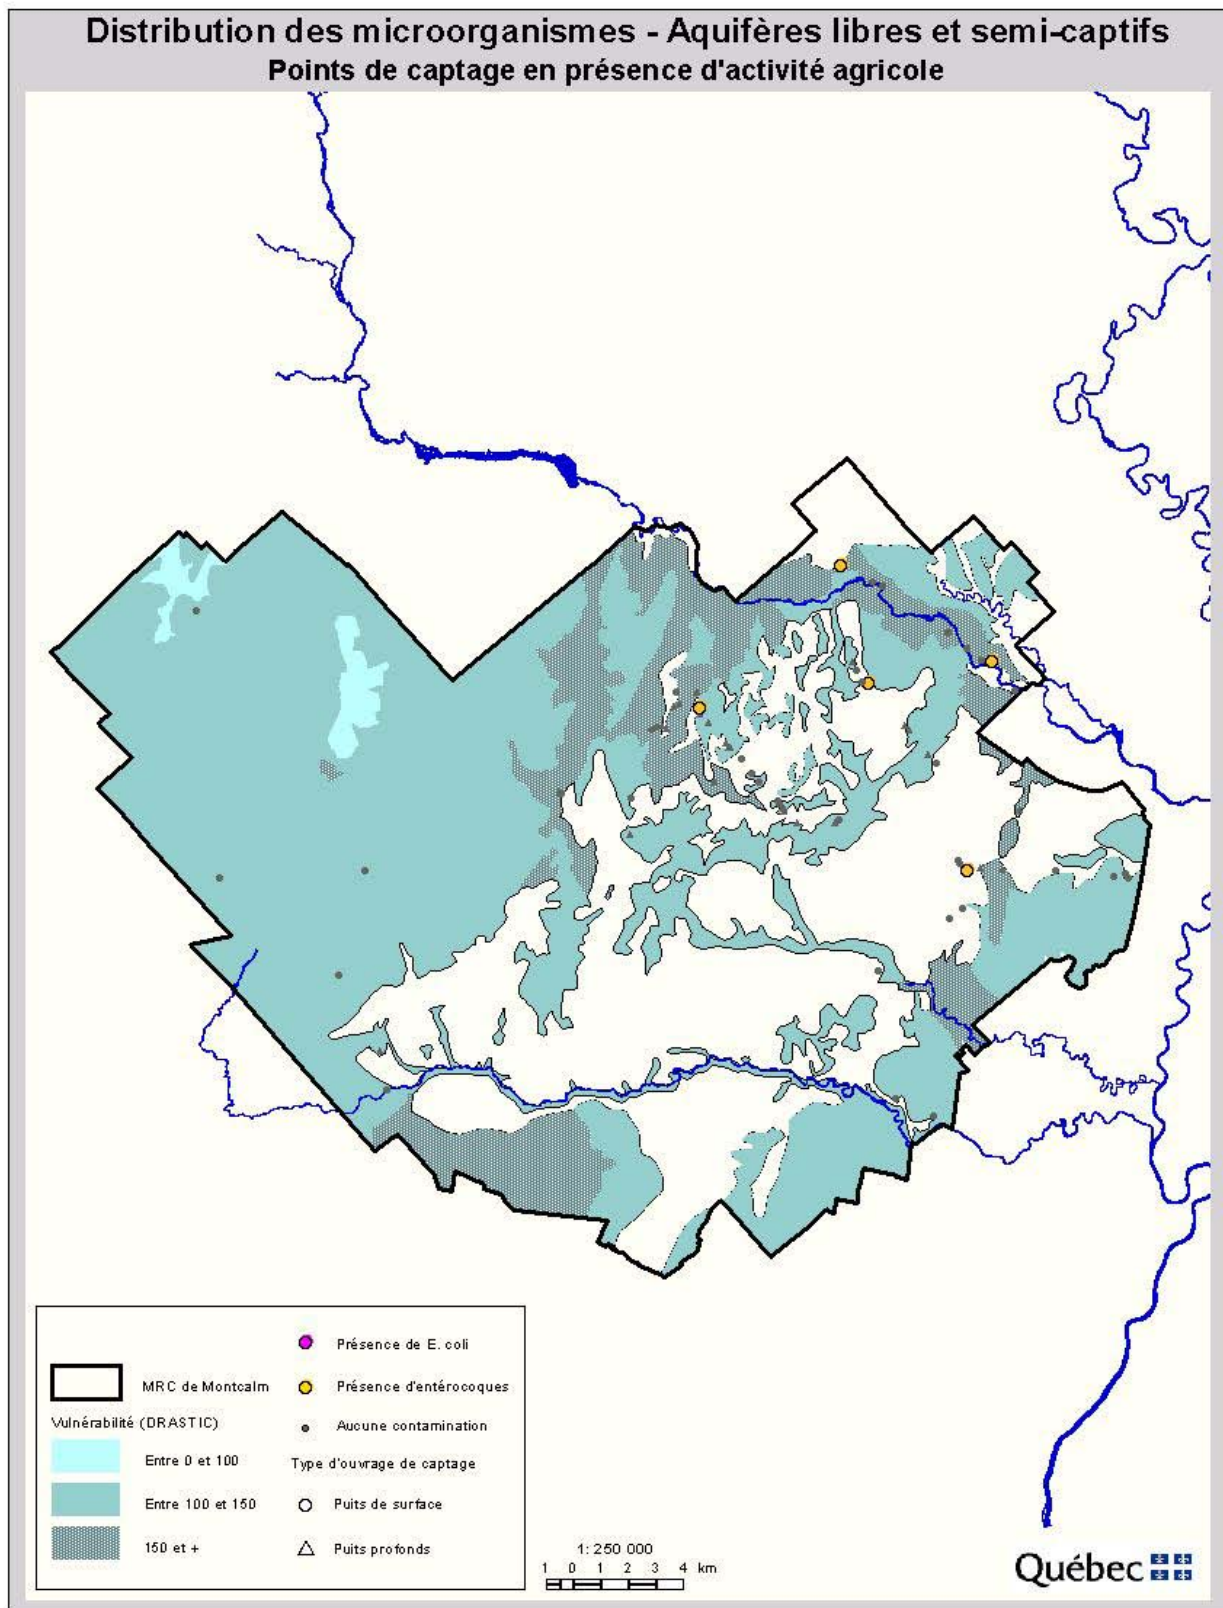 Distribution des microorganismes - Aquifères libres et semi-captifs
Points de captage en présence d'activité agricole
MRC de Montcalm
Vulnérabilité (DRASTIC)
Entre 0 et 100
Entre 100 et 150
150 et +
Présence de E. coli
Présence d'entérocoques
Aucune contamination
Type d'ouvrage de captage
Puits de surface
Puits profonds
1: 250 000
1 0 1 2 3 4 km
Québec